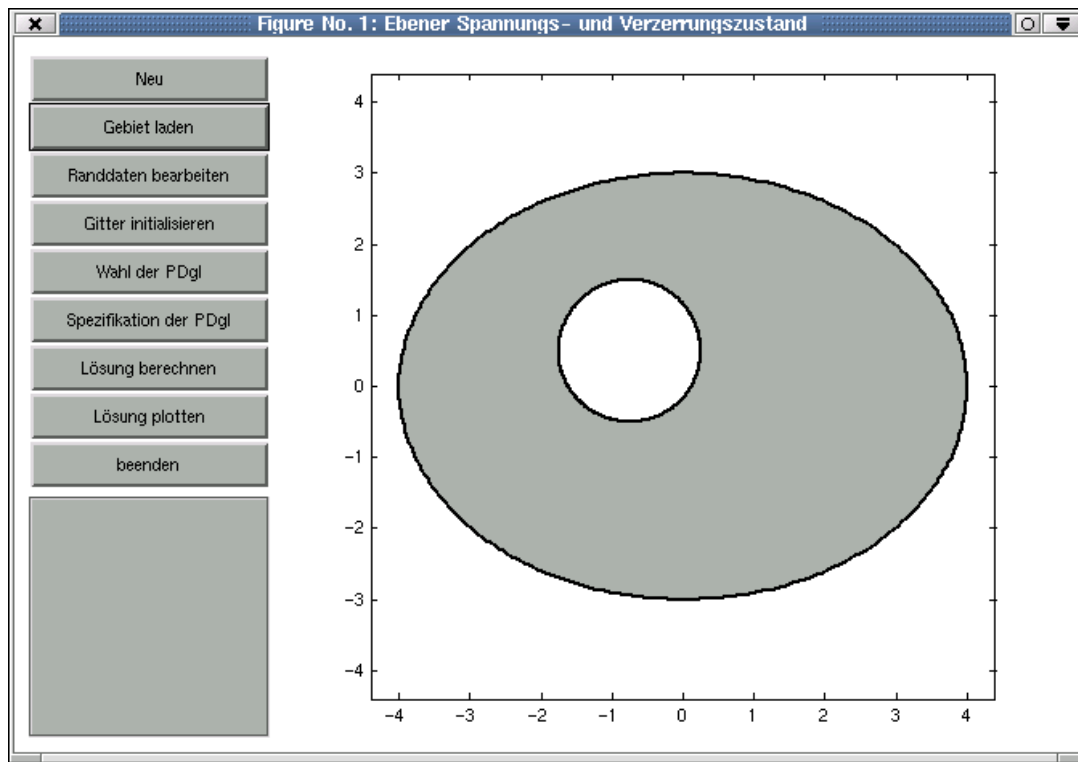 Figure No. 1: Ebener Spannungs- und Verzerrungszustand
Neu
Gebiet laden
Randdaten bearbeiten
Gitter initialisieren
Wahl der PDgl
Spezifikation der PDgl
Lösung berechnen
Lösung plotten
beenden
4
3
2
1
0
-1
-2
-3
-4
-4 -3 -2 -1 0 1 2 3 4